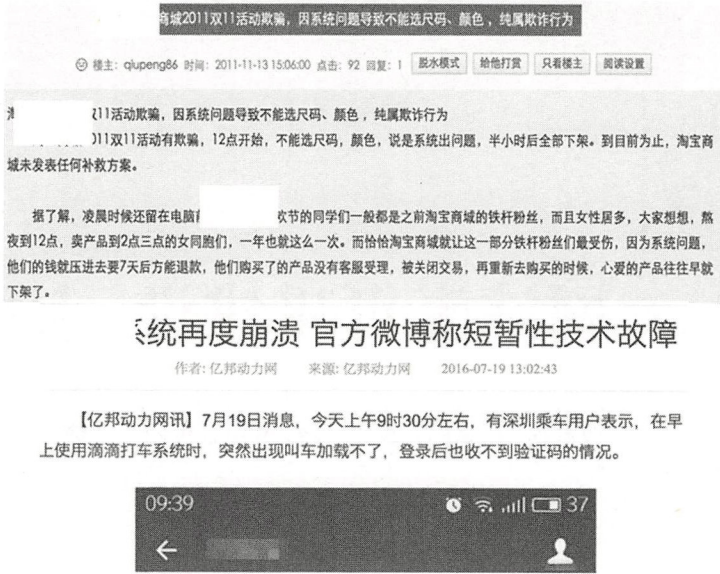 商城2011双11活动欺骗，因系统问题导致不能选尺码、颜色，纯属欺诈行为
楼主: qiupeng86 时间: 2011-11-13 15:06:00 点击: 92 回复: 1 脱水模式 给他打赏 只看楼主 阅读设置
双11活动欺骗，因系统问题导致不能选尺码、颜色，纯属欺诈行为
011双11活动有欺骗，12点开始，不能选尺码，颜色，说是系统出问题，半小时后全部下架。到目前为止，淘宝商
城未发表任何补救方案。
据了解，凌晨时候还留在电脑 欢节的同学们一般都是之前淘宝商城的铁杆粉丝，而且女性居多，大家想想，熬
夜到12点，卖产品到2点三点的女同胞们，一年也就这么一次。而恰恰淘宝商城就让这一部分铁杆粉丝们最受伤，因为系统问题，
他们的钱就压进去要7天后方能退款，他们购买了的产品没有客服受理，被关闭交易，再重新去购买的时候，心爱的产品往往早就
下架了。
系统再度崩溃 官方微博称短暂性技术故障
作者: 亿邦动力网 来源: 亿邦动力网 2016-07-19 13:02:43
【亿邦动力网讯】7月19日消息，今天上午9时30分左右，有深圳乘车用户表示，在早
上使用滴滴打车系统时，突然出现叫车加载不了，登录后也收不到验证码的情况。
09:39 37